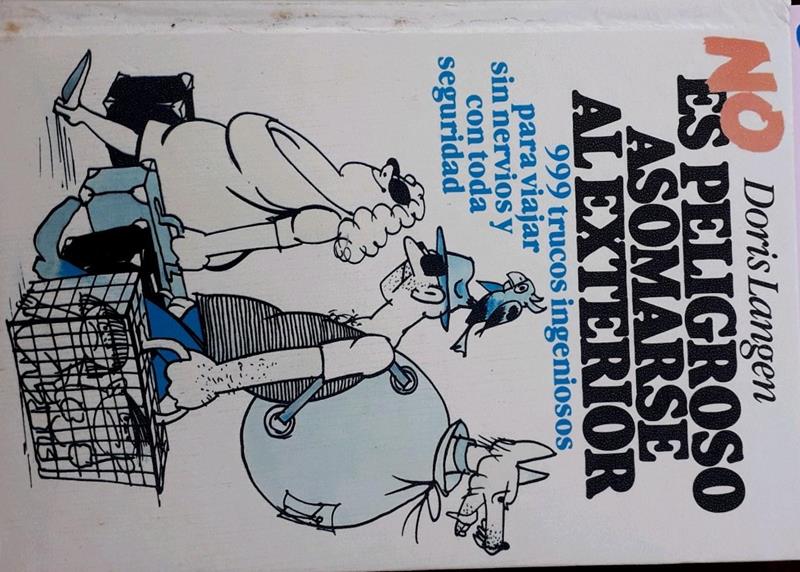 Doris Langen
NO
ES PELIGROSO
ASOMARSE
AL EXTERIOR
999 trucos ingeniosos
para viajar
sin nervios y
con toda
seguridad